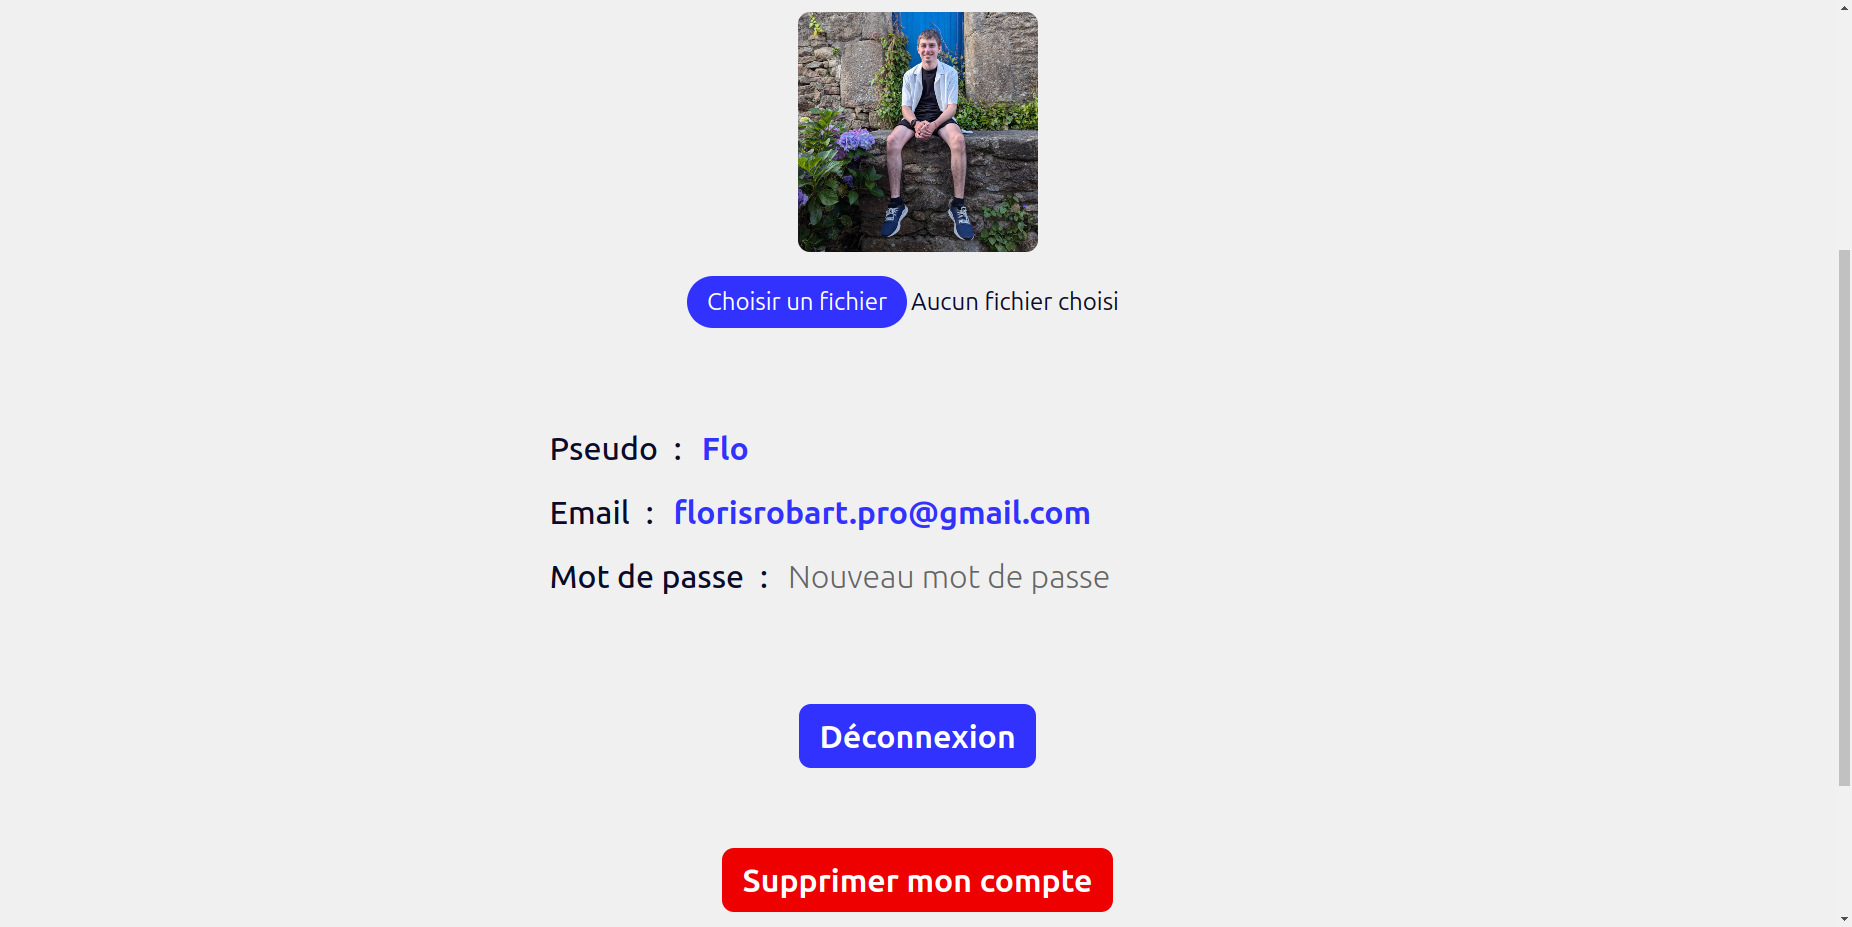 Choisir un fichier Aucun fichier choisi
Pseudo : Flo
Email : florisrobart.pro@gmail.com
Mot de passe : Nouveau mot de passe
Déconnexion
Supprimer mon compte